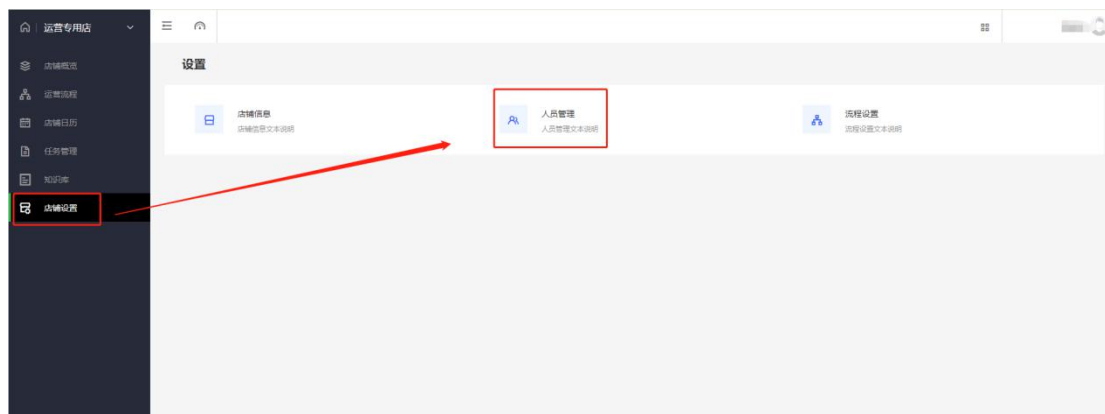 运营专用店
店铺概览
运营流程
店铺日历
任务管理
知识库
店铺设置
设置
店铺信息
店铺信息文本说明
人员管理
人员管理文本说明
流程设置
流程设置文本说明